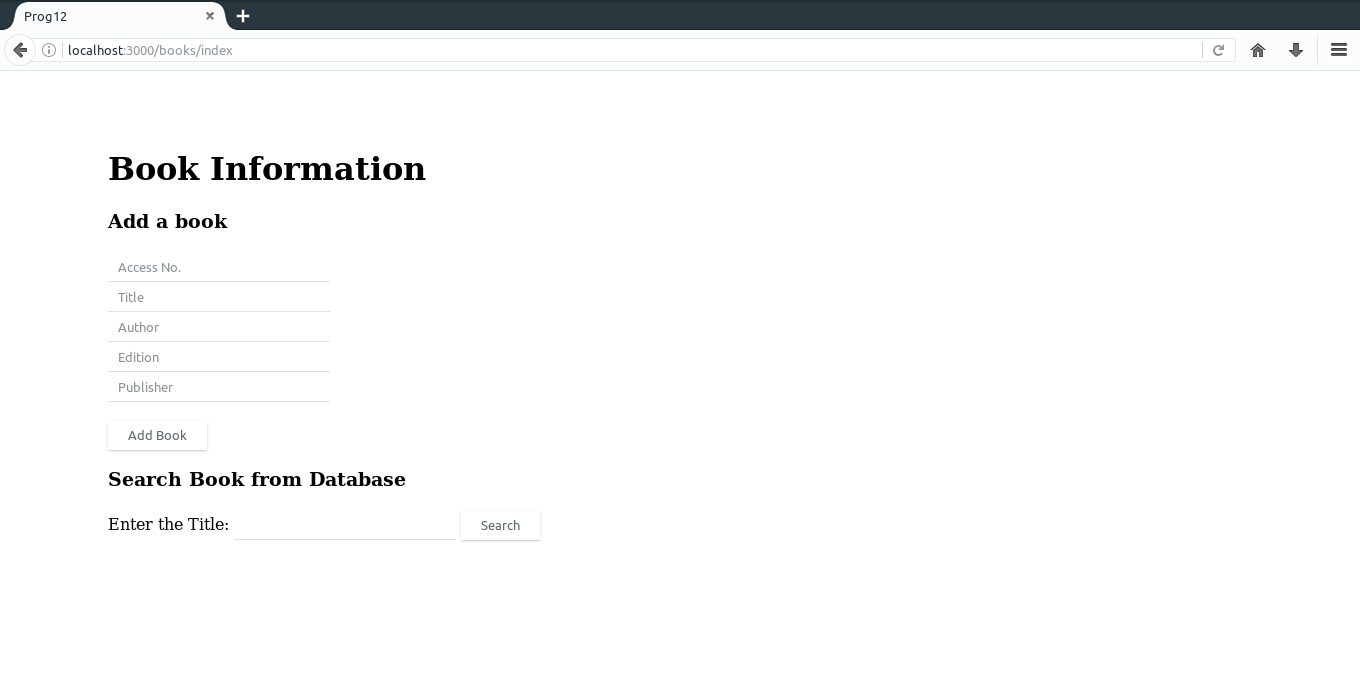 Prog12
localhost:3000/books/index
Book Information
Add a book
Access No.
Title
Author
Edition
Publisher
Add Book
Search Book from Database
Enter the Title: Search